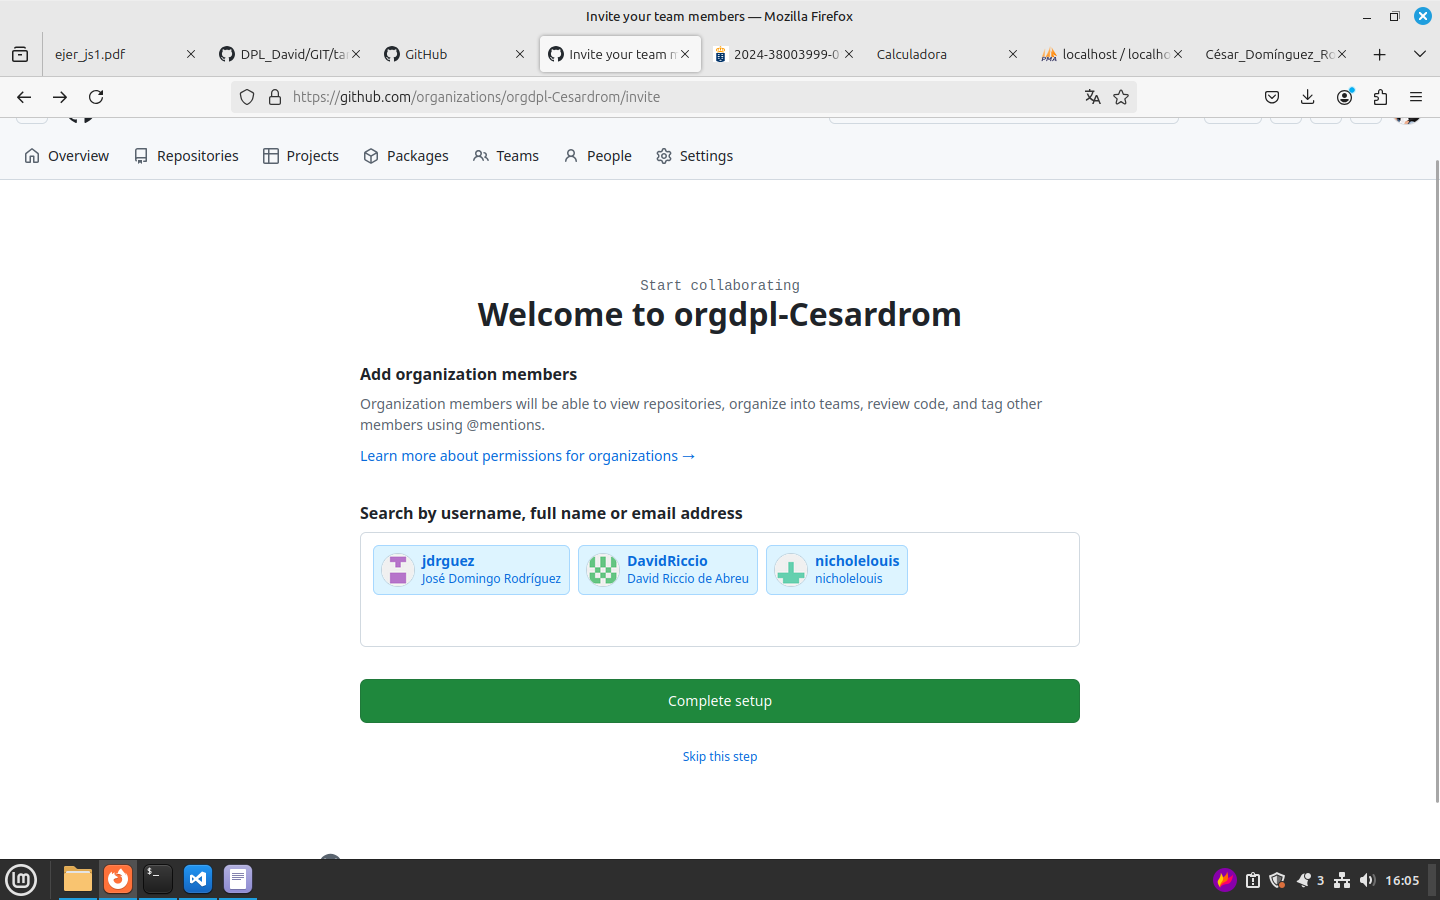 Invite your team members — Mozilla Firefox
ejer_js1.pdf
DPL_David/GIT/ta
GitHub
Invite your team
2024-38003999-0
Calculadora
localhost / localho
César_Domínguez_Ro
https://github.com/organizations/orgdpl-Cesardrom/invite
Overview
Repositories
Projects
Packages
Teams
People
Settings
Start collaborating
Welcome to orgdpl-Cesardrom
Add organization members
Organization members will be able to view repositories, organize into teams, review code, and tag other
members using @mentions.
Learn more about permissions for organizations →
Search by username, full name or email address
jdrguez
José Domingo Rodríguez
DavidRiccio
David Riccio de Abreu
nicholelouis
nicholelouis
Complete setup
Skip this step
3
16:05